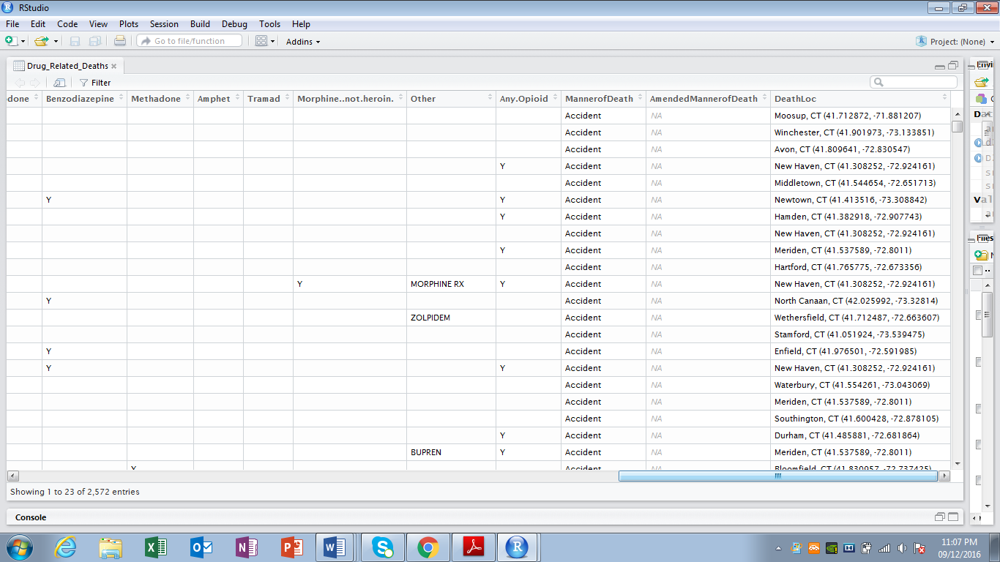 RStudio
File Edit Code View Plots Session Build Debug Tools Help
Go to file/function Addins Project: (None)
Drug_Related_Deaths
Filter
done Benzodiazepine Methadone Amphet Tramad Morphine..not.heroin. Other Any.Opioid MannerofDeath AmendedMannerofDeath DeathLoc
Accident NA Moosup, CT (41.712872, -71.881207)
Accident NA Winchester, CT (41.901973, -73.133851)
Accident NA Avon, CT (41.809641, -72.830547)
Y Accident NA New Haven, CT (41.308252, -72.924161)
Accident NA Middletown, CT (41.544654, -72.651713)
Y Y Accident NA Newtown, CT (41.413516, -73.308842)
Y Accident NA Hamden, CT (41.382918, -72.907743)
Accident NA New Haven, CT (41.308252, -72.924161)
Y Accident NA Meriden, CT (41.537589, -72.8011)
Accident NA Hartford, CT (41.765775, -72.673356)
Y MORPHINE RX Y Accident NA New Haven, CT (41.308252, -72.924161)
Y Accident NA North Canaan, CT (42.025992, -73.32814)
ZOLPIDEM Accident NA Wethersfield, CT (41.712487, -72.663607)
Accident NA Stamford, CT (41.051924, -73.539475)
Y Accident NA Enfield, CT (41.976501, -72.591985)
Y Y Accident NA New Haven, CT (41.308252, -72.924161)
Accident NA Waterbury, CT (41.554261, -73.043069)
Accident NA Meriden, CT (41.537589, -72.8011)
Accident NA Southington, CT (41.600428, -72.878105)
Y Accident NA Durham, CT (41.485881, -72.681864)
BUPREN Y Accident NA Meriden, CT (41.537589, -72.8011)
Y Accident NA Bloomfield, CT (41.830957, -72.737425)
Showing 1 to 23 of 2,572 entries
Console
Envi
Val
Files
11:07 PM
09/12/2016